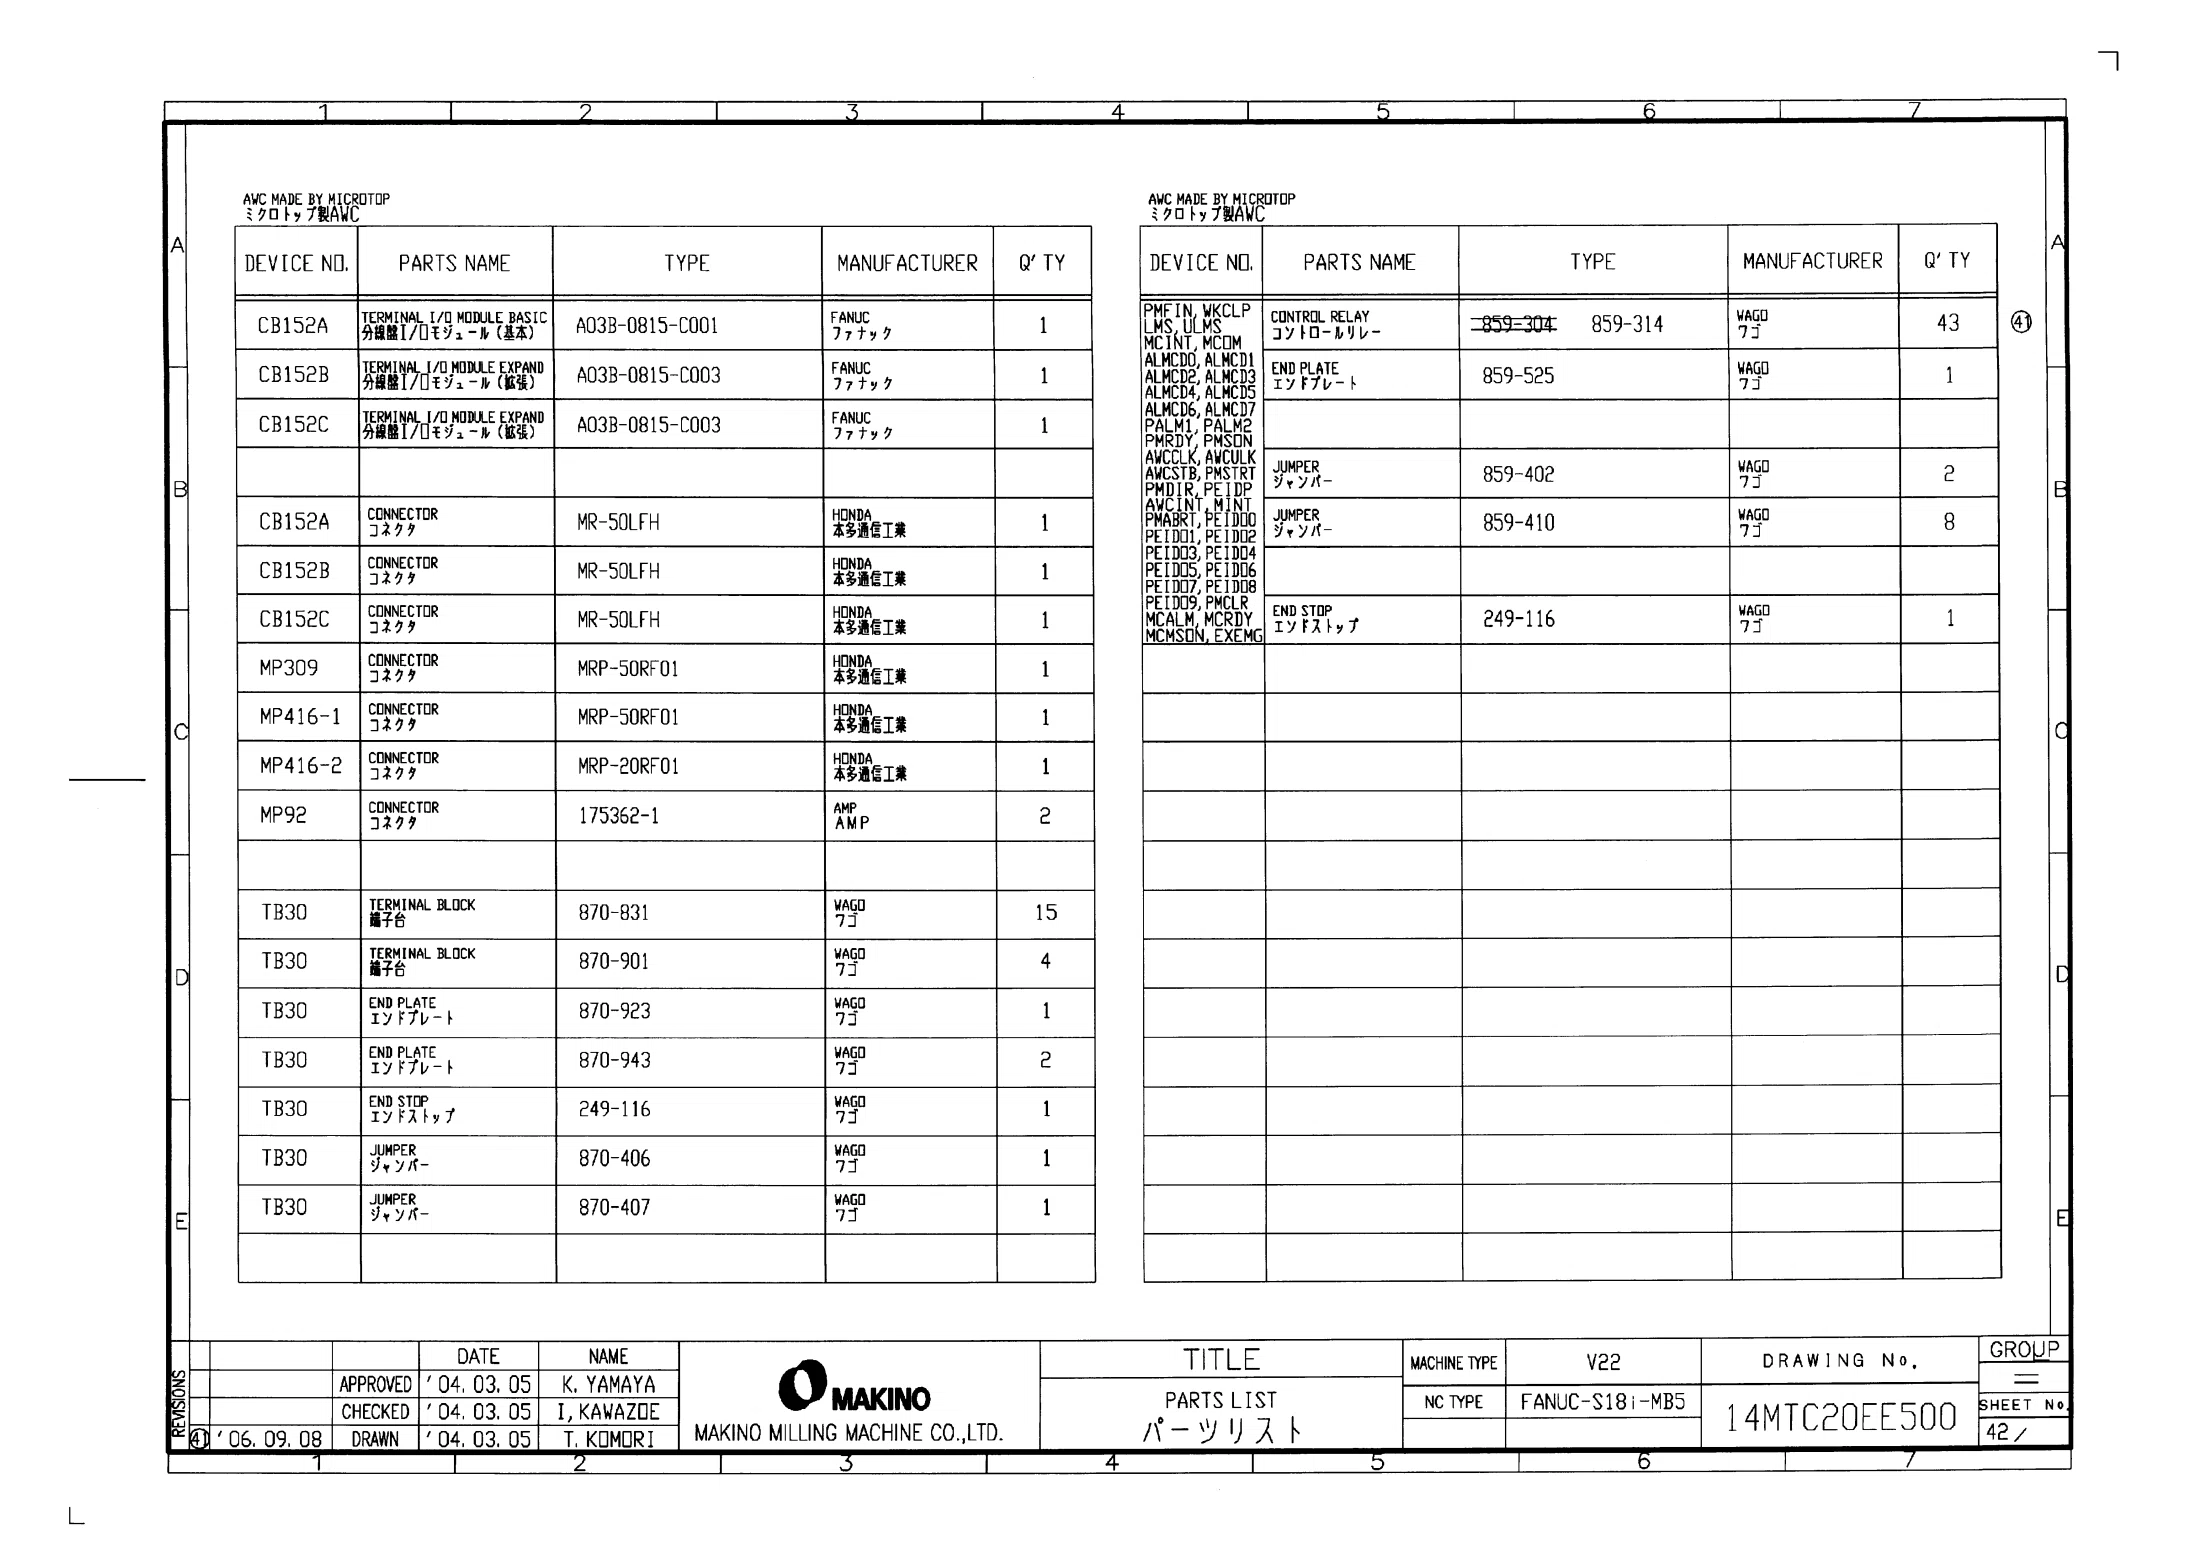 1 2 3 4 5 6 7
A
B
C
D
E
A
B
C
D
E
AWC MADE BY MICROTOP
ミクロトップ製AWC
DEVICE NO. PARTS NAME TYPE MANUFACTURER Q'TY
CB152A TERMINAL I/O MODULE BASIC A03B-0815-C001 FANUC 1
分線盤I/Oモジュール(基本) ファナック
CB152B TERMINAL I/O MODULE EXPAND A03B-0815-C003 FANUC 1
分線盤I/Oモジュール(拡張) ファナック
CB152C TERMINAL I/O MODULE EXPAND A03B-0815-C003 FANUC 1
分線盤I/Oモジュール(拡張) ファナック
CB152A CONNECTOR MR-50LFH HONDA 1
コネクタ 本多通信工業
CB152B CONNECTOR MR-50LFH HONDA 1
コネクタ 本多通信工業
CB152C CONNECTOR MR-50LFH HONDA 1
コネクタ 本多通信工業
MP309 CONNECTOR MRP-50RF01 HONDA 1
コネクタ 本多通信工業
MP416-1 CONNECTOR MRP-50RF01 HONDA 1
コネクタ 本多通信工業
MP416-2 CONNECTOR MRP-20RF01 HONDA 1
コネクタ 本多通信工業
MP92 CONNECTOR 175362-1 AMP 2
コネクタ AMP
TB30 TERMINAL BLOCK 870-831 WAGO 15
端子台 ワゴ
TB30 TERMINAL BLOCK 870-901 WAGO 4
端子台 ワゴ
TB30 END PLATE 870-923 WAGO 1
エンドプレート ワゴ
TB30 END PLATE 870-943 WAGO 2
エンドプレート ワゴ
TB30 END STOP 249-116 WAGO 1
エンドストップ ワゴ
TB30 JUMPER 870-406 WAGO 1
ジャンパー ワゴ
TB30 JUMPER 870-407 WAGO 1
ジャンパー ワゴ
AWC MADE BY MICROTOP
ミクロトップ製AWC
DEVICE NO. PARTS NAME TYPE MANUFACTURER Q'TY
PMFIN, WKCLP
LMS, ULMS
MCINT, MCOM
ALMCD0, ALMCD1
ALMCD2, ALMCD3
ALMCD4, ALMCD5
ALMCD6, ALMCD7
PALM1, PALM2
PMRDY, PMSON
AWCCLK, AWCULK
AWCSTB, PMSTRT
PMDIR, PEIDP
AWCINT, MINT
PMABRT, PEIDO0
PEIDO1, PEIDO2
PEIDO3, PEIDO4
PEIDO5, PEIDO6
PEIDO7, PEIDO8
PEIDO9, PMCLR
MCALM, MCRDY
MCMSON, EXEMG
CONTROL RELAY 859-304 859-314 WAGO 43 41
コントロールリレー ワゴ
END PLATE 859-525 WAGO 1
エンドプレート ワゴ
JUMPER 859-402 WAGO 2
ジャンパー ワゴ
JUMPER 859-410 WAGO 8
ジャンパー ワゴ
END STOP 249-116 WAGO 1
エンドストップ ワゴ
REVISIONS
41 '06.09.08
DATE NAME
APPROVED '04.03.05 K. YAMAYA
CHECKED '04.03.05 I, KAWAZOE
DRAWN '04.03.05 T. KOMORI
MAKINO
MAKINO MILLING MACHINE CO.,LTD.
TITLE
PARTS LIST
パーツリスト
MACHINE TYPE V22
NC TYPE FANUC-S18i-MB5
DRAWING No.
14MTC20EE500
GROUP
SHEET No.
42/
1 2 3 4 5 6 7